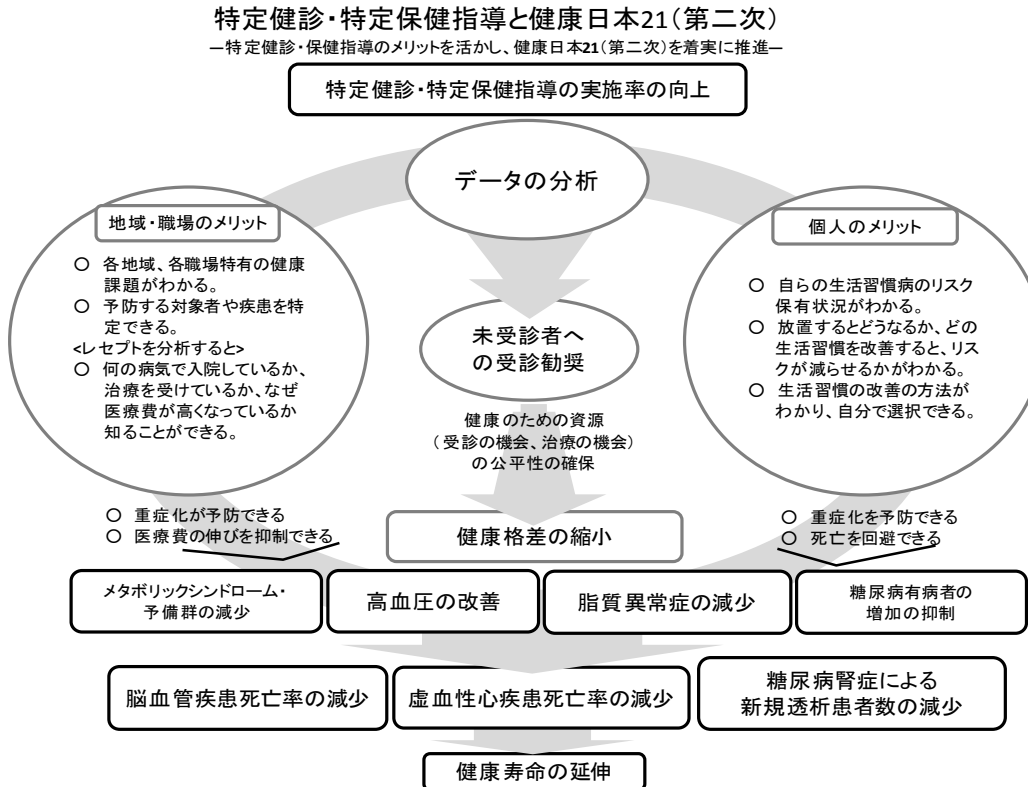 特定健診・特定保健指導と健康日本21（第二次）
―特定健診・保健指導のメリットを活かし、健康日本21（第二次）を着実に推進―
特定健診・特定保健指導の実施率の向上
データの分析
地域・職場のメリット
○ 各地域、各職場特有の健康
課題がわかる。
○ 予防する対象者や疾患を特
定できる。
<レセプトを分析すると>
○ 何の病気で入院しているか、
治療を受けているか、なぜ
医療費が高くなっているか
知ることができる。
未受診者へ
の受診勧奨
個人のメリット
○ 自らの生活習慣病のリスク
保有状況がわかる。
○ 放置するとどうなるか、どの
生活習慣を改善すると、リス
クが減らせるかがわかる。
○ 生活習慣の改善の方法が
わかり、自分で選択できる。
健康のための資源
（受診の機会、治療の機会）
の公平性の確保
○ 重症化が予防できる
○ 医療費の伸びを抑制できる
健康格差の縮小
○ 重症化を予防できる
○ 死亡を回避できる
メタボリックシンドローム・
予備群の減少
高血圧の改善
脂質異常症の減少
糖尿病有病者の
増加の抑制
脳血管疾患死亡率の減少
虚血性心疾患死亡率の減少
糖尿病腎症による
新規透析患者数の減少
健康寿命の延伸